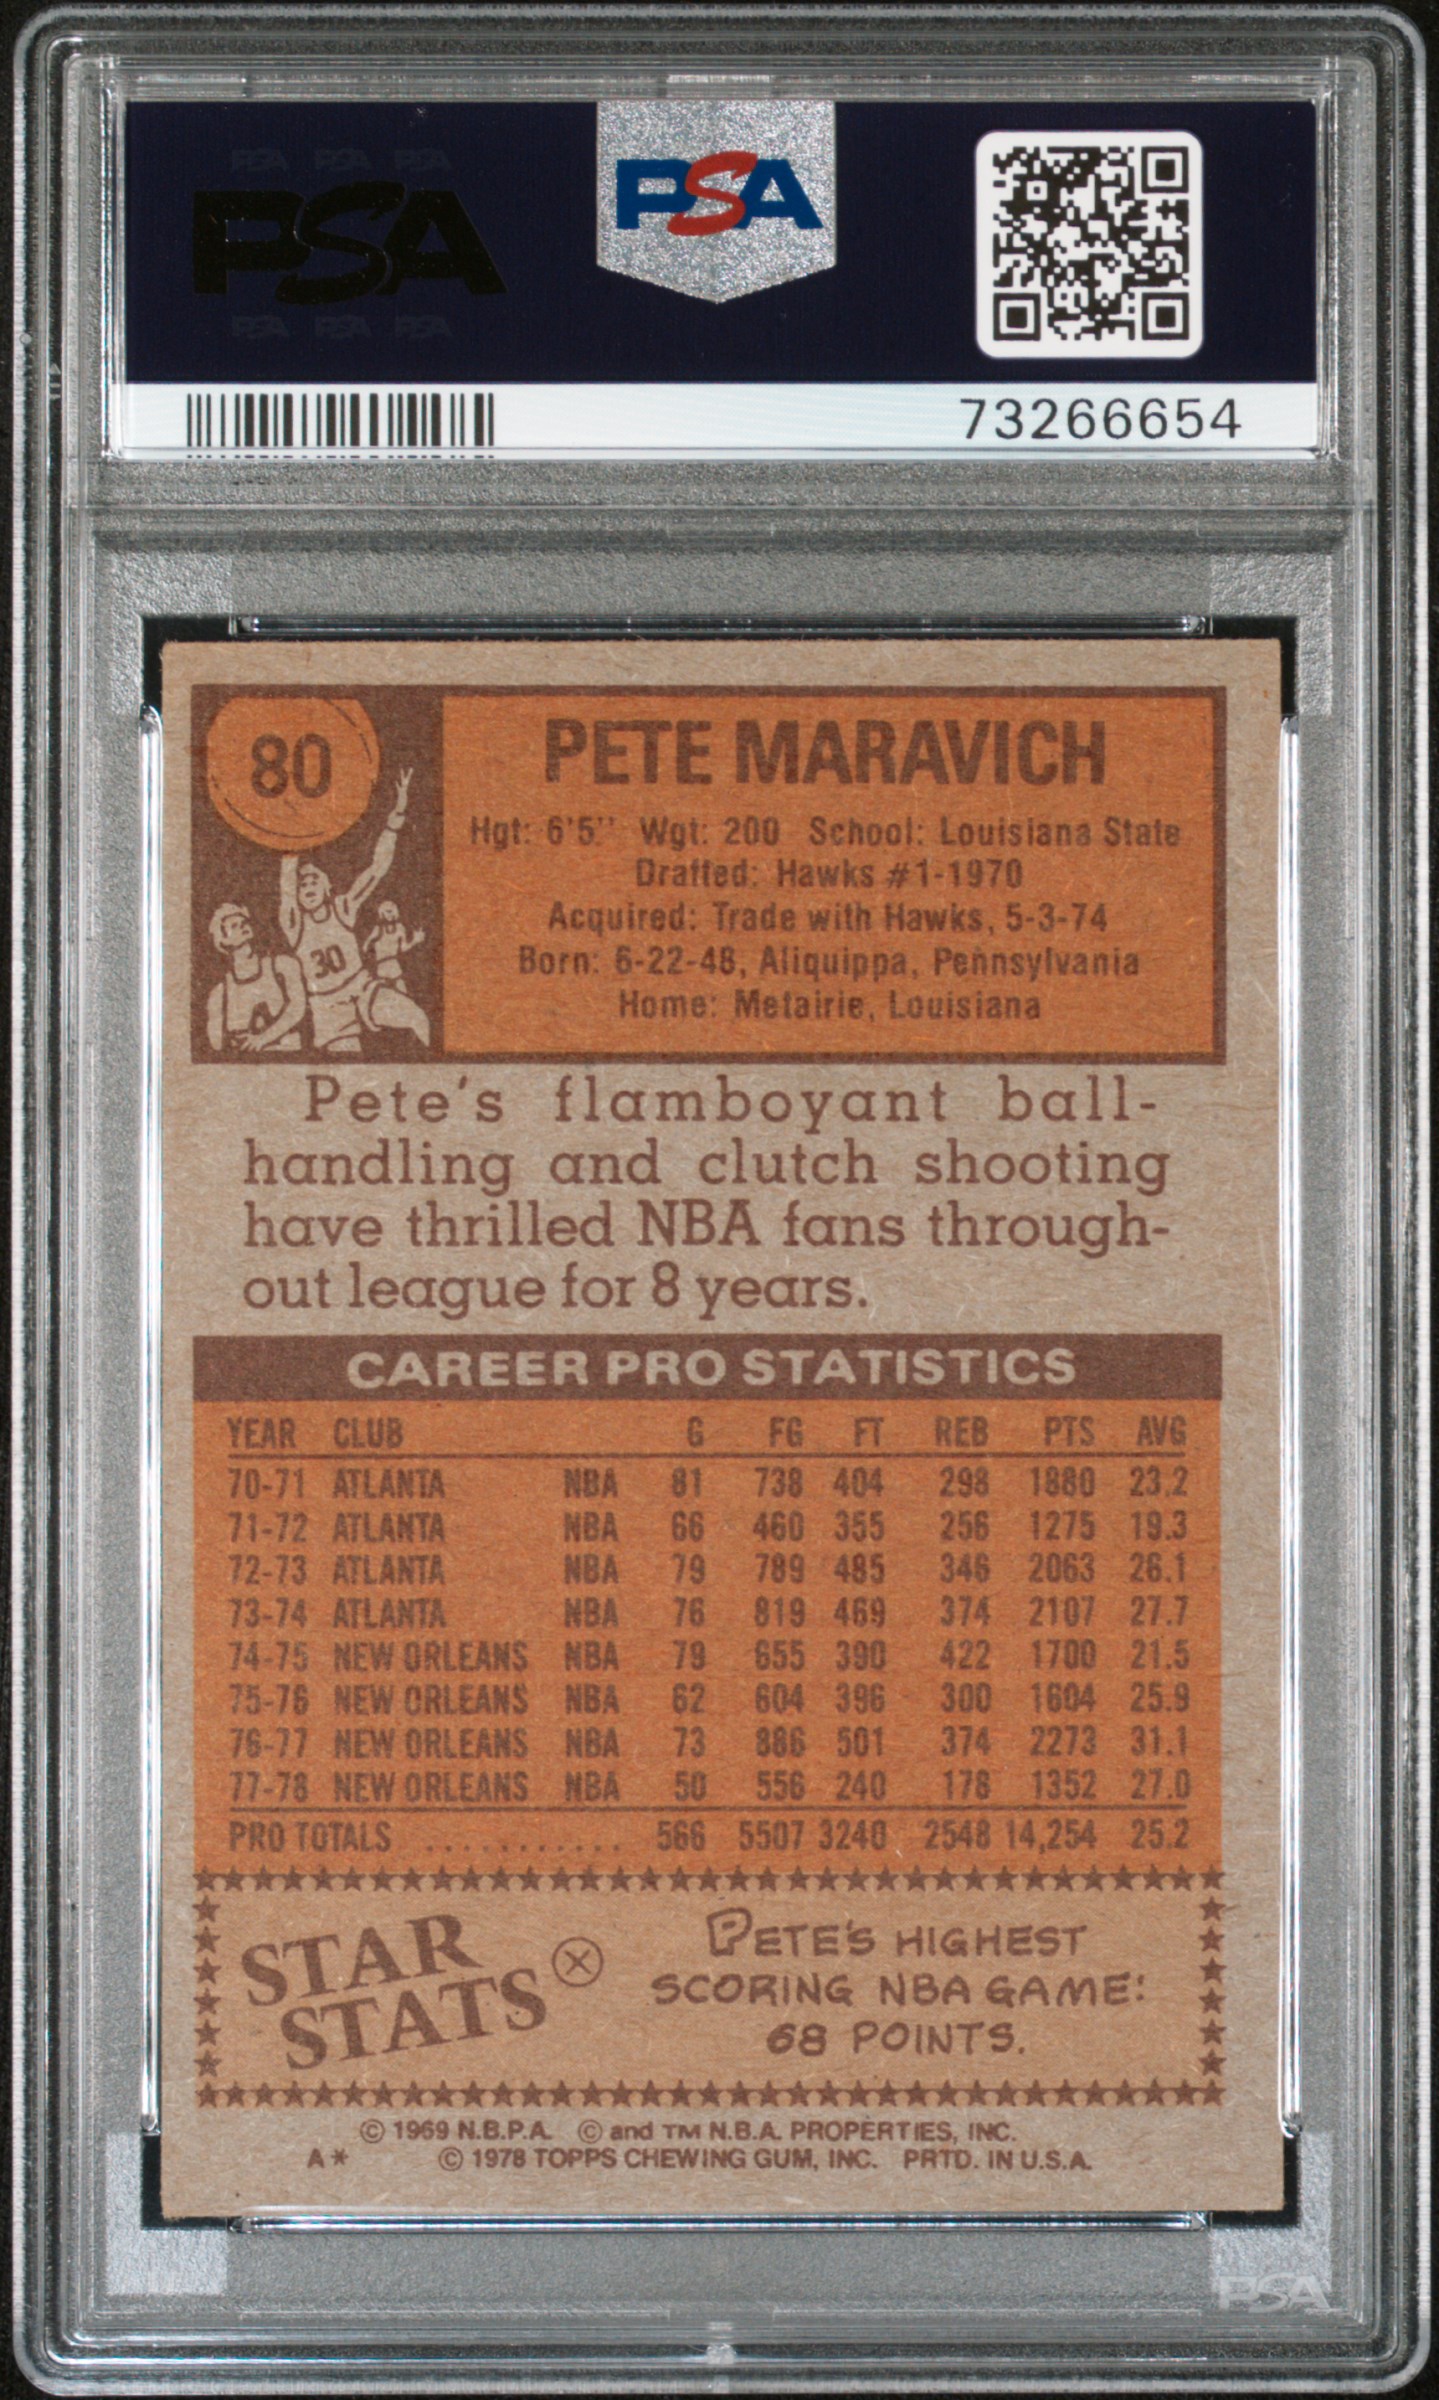 PSA PSA PSA
PSA
PSA PSA PSA
PSA
73266654
80
30
PETE MARAVICH
Hgt: 6'5" Wgt: 200 School: Louisiana State
Drafted: Hawks #1-1970
Acquired: Trade with Hawks, 5-3-74
Born: 6-22-48, Aliquippa, Pennsylvania
Home: Metairie, Louisiana
Pete's flamboyant ball-
handling and clutch shooting
have thrilled NBA fans through-
out league for 8 years.
CAREER PRO STATISTICS
YEAR CLUB G FG FT REB PTS AVG
70-71 ATLANTA NBA 81 738 404 298 1880 23.2
71-72 ATLANTA NBA 66 460 355 256 1275 19.3
72-73 ATLANTA NBA 79 789 485 346 2063 26.1
73-74 ATLANTA NBA 76 819 469 374 2107 27.7
74-75 NEW ORLEANS NBA 79 655 390 422 1700 21.5
75-76 NEW ORLEANS NBA 62 604 396 300 1604 25.9
76-77 NEW ORLEANS NBA 73 886 501 374 2273 31.1
77-78 NEW ORLEANS NBA 50 556 240 178 1352 27.0
PRO TOTALS ............ 566 5507 3240 2548 14,254 25.2
STAR
STATS
PETE'S HIGHEST
SCORING NBA GAME:
68 POINTS.
© 1969 N.B.P.A. © and TM N.B.A. PROPERTIES, INC.
A* © 1978 TOPPS CHEWING GUM, INC. PRTD. IN U.S.A.
PSA